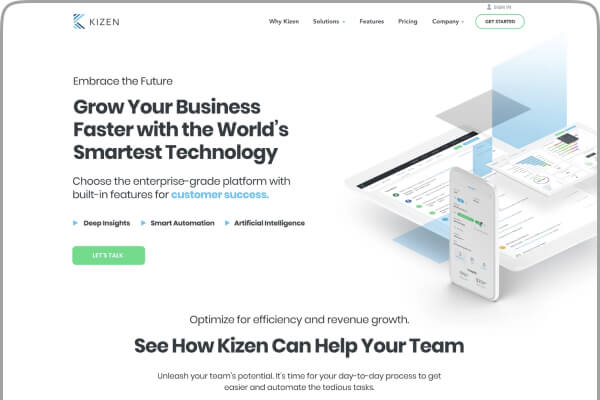 SIGN IN
KIZEN
Why Kizen
Solutions
Features
Pricing
Company
GET STARTED
Embrace the Future
Grow Your Business
Faster with the World's
Smartest Technology
Choose the enterprise-grade platform with
built-in features for customer success.
Deep Insights
Smart Automation
Artificial Intelligence
LET'S TALK
Optimize for efficiency and revenue growth.
See How Kizen Can Help Your Team
Unleash your team's potential. It's time for your day-to-day process to get
easier and automate the tedious tasks.